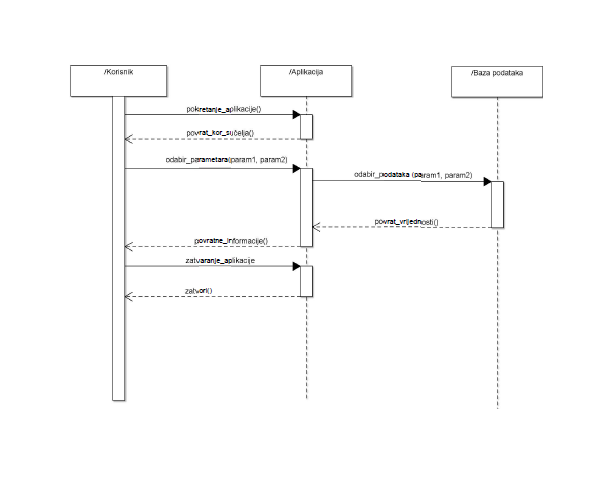 /Korisnik
/Aplikacija
/Baza podataka
pokretanje_aplikacije()
povrat_kor_sučelja()
odabir_parametara(param1, param2)
odabir_podataka (param1, param2)
povrat_vrijednosti()
povratne_informacije()
zatvaranje_aplikacije
zatvori()